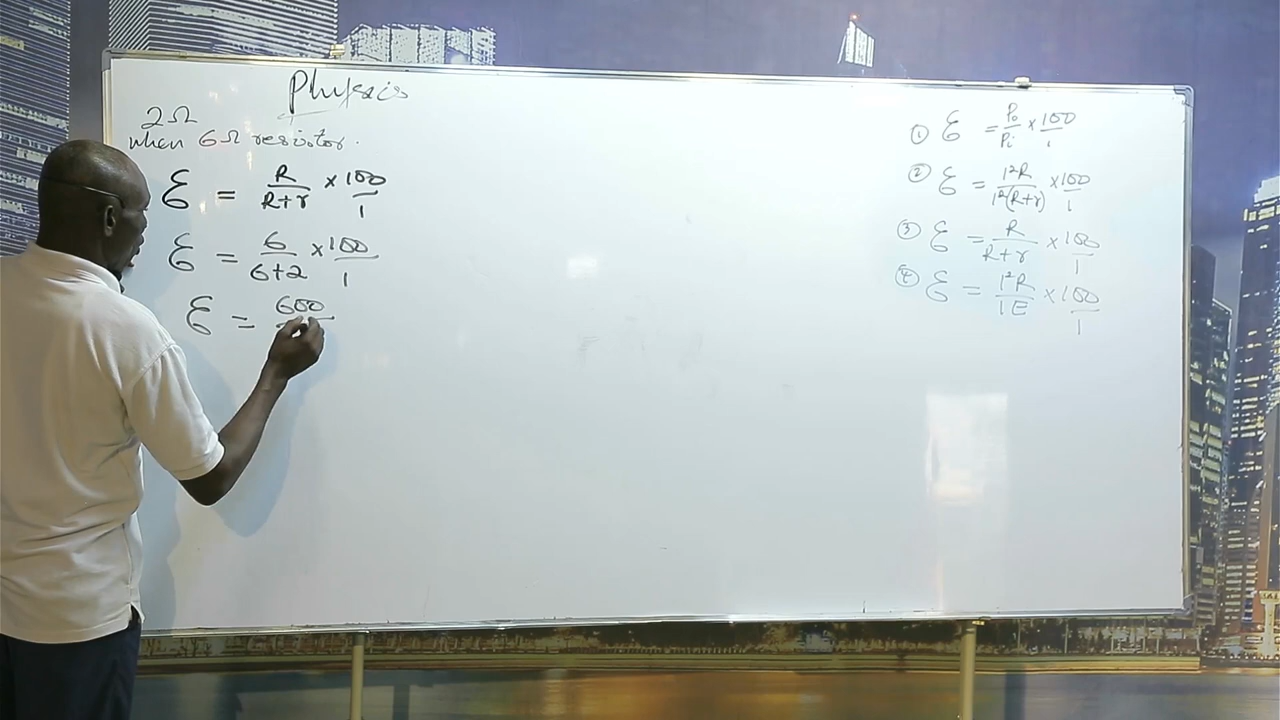 Physics
2Ω
when 6Ω resistor.
Ɛ = R/R+r × 100/1
Ɛ = 6/6+2 × 100/1
Ɛ = 600
① Ɛ = P₀/Pᵢ × 100/1
② Ɛ = I²R/I²(R+r) × 100/1
③ Ɛ = R/R+r × 100/1
④ Ɛ = I²R/IE × 100/1